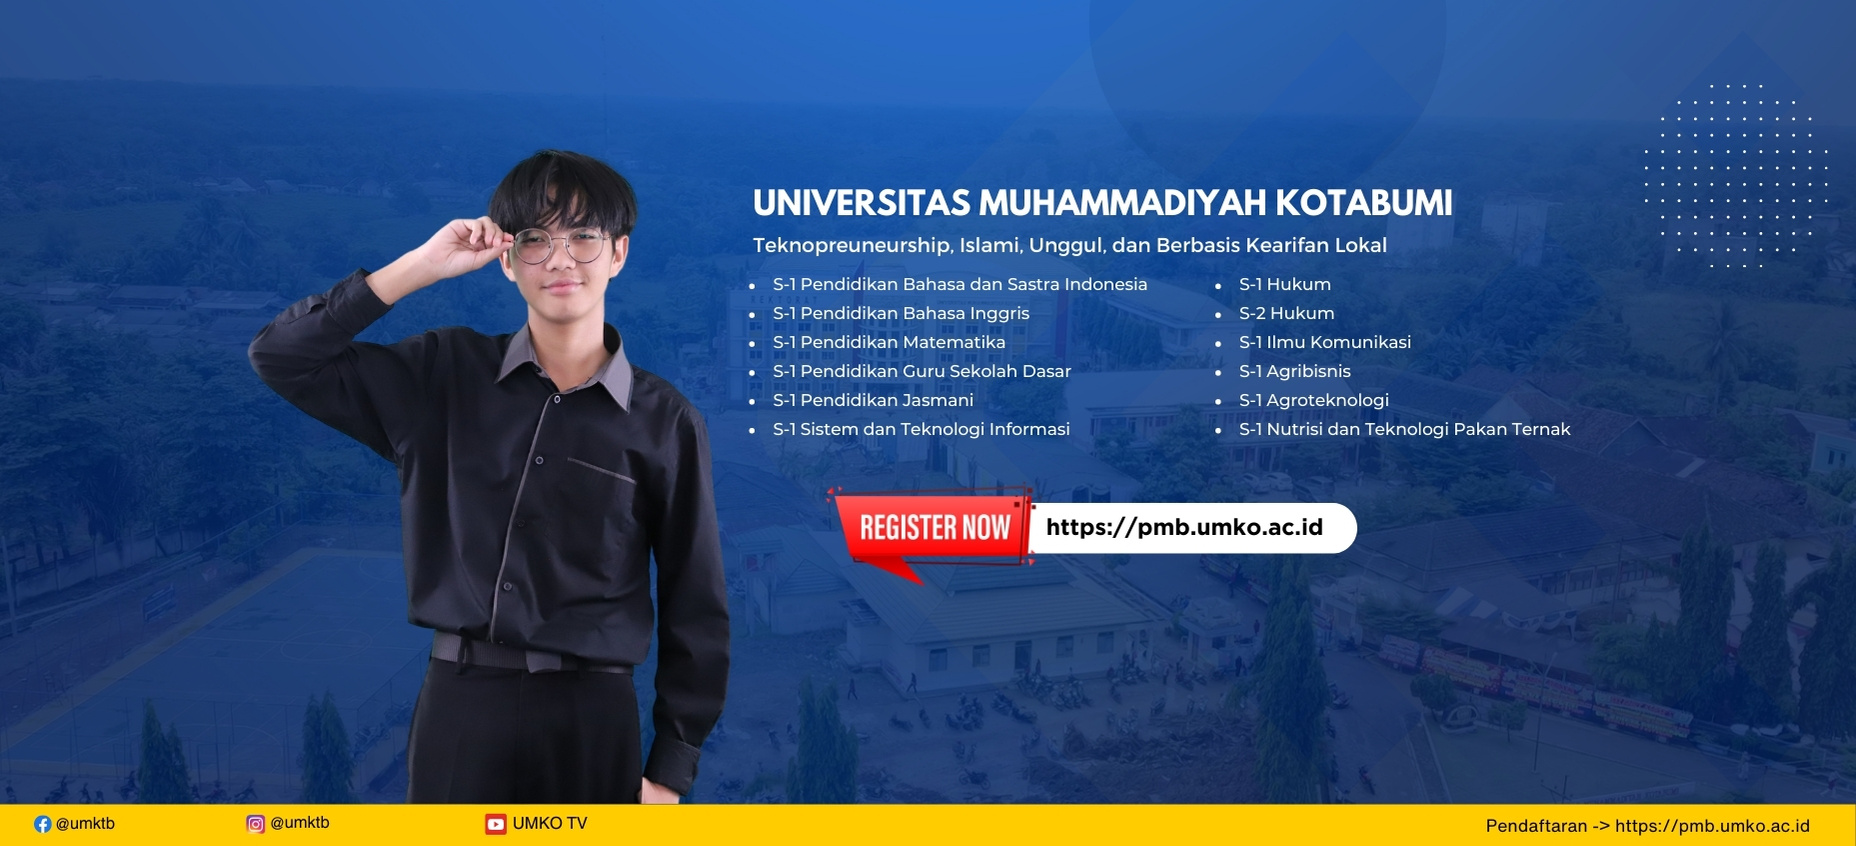 UNIVERSITAS MUHAMMADIYAH KOTABUMI
Teknopreuneurship, Islami, Unggul, dan Berbasis Kearifan Lokal
• S-1 Pendidikan Bahasa dan Sastra Indonesia
• S-1 Pendidikan Bahasa Inggris
• S-1 Pendidikan Matematika
• S-1 Pendidikan Guru Sekolah Dasar
• S-1 Pendidikan Jasmani
• S-1 Sistem dan Teknologi Informasi
• S-1 Hukum
• S-2 Hukum
• S-1 Ilmu Komunikasi
• S-1 Agribisnis
• S-1 Agroteknologi
• S-1 Nutrisi dan Teknologi Pakan Ternak
REKTORAT
REGISTER NOW
https://pmb.umko.ac.id
@umktb
@umktb
UMKO TV
Pendaftaran -> https://pmb.umko.ac.id